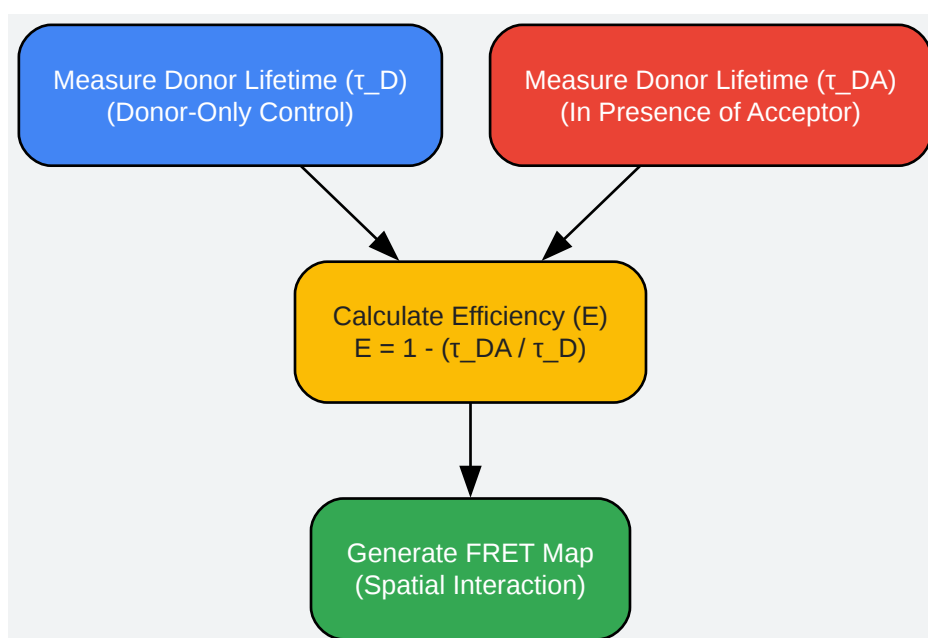 Measure Donor Lifetime (τ_D)
(Donor-Only Control)
Measure Donor Lifetime (τ_DA)
(In Presence of Acceptor)
Calculate Efficiency (E)
E = 1 - (τ_DA / τ_D)
Generate FRET Map
(Spatial Interaction)